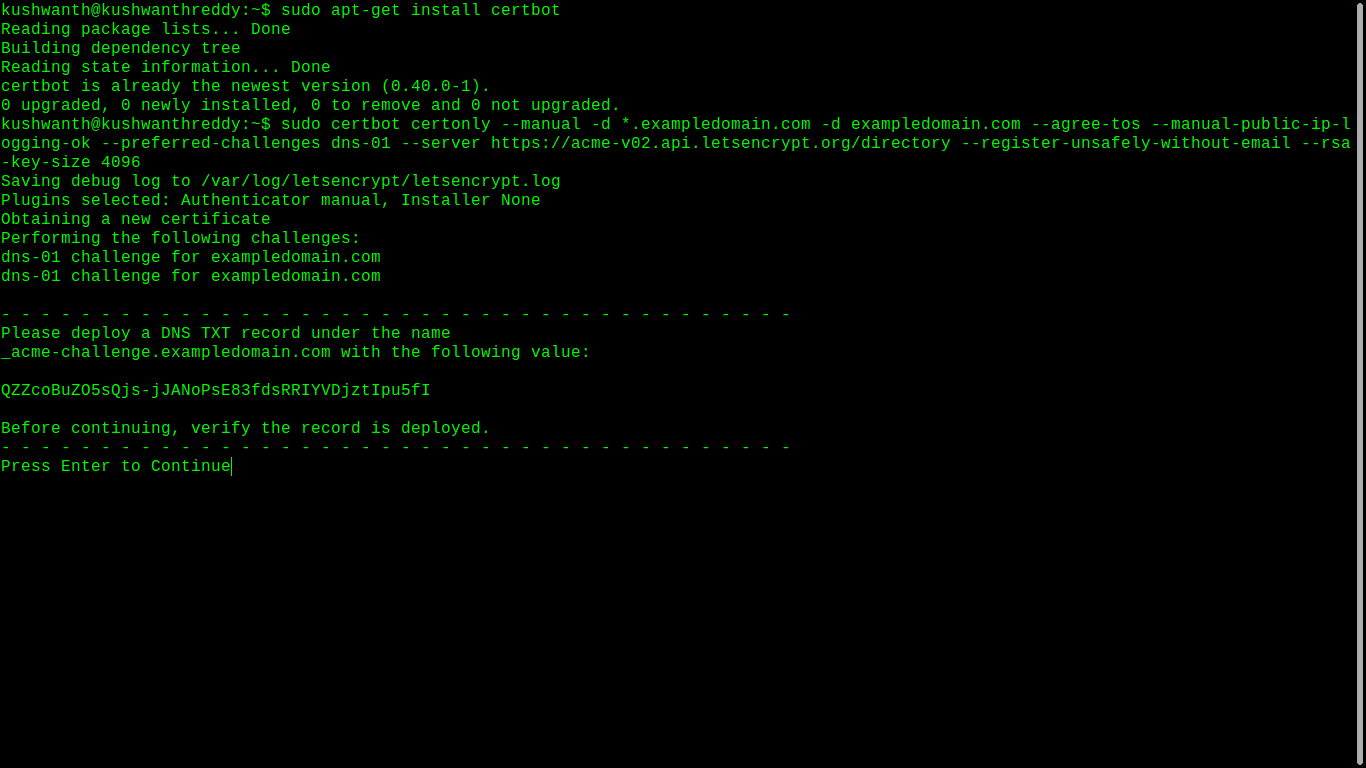 kushwanth@kushwanthreddy:~$ sudo apt-get install certbot
Reading package lists... Done
Building dependency tree
Reading state information... Done
certbot is already the newest version (0.40.0-1).
0 upgraded, 0 newly installed, 0 to remove and 0 not upgraded.
kushwanth@kushwanthreddy:~$ sudo certbot certonly --manual -d *.exampledomain.com -d exampledomain.com --agree-tos --manual-public-ip-l
ogging-ok --preferred-challenges dns-01 --server https://acme-v02.api.letsencrypt.org/directory --register-unsafely-without-email --rsa
-key-size 4096
Saving debug log to /var/log/letsencrypt/letsencrypt.log
Plugins selected: Authenticator manual, Installer None
Obtaining a new certificate
Performing the following challenges:
dns-01 challenge for exampledomain.com
dns-01 challenge for exampledomain.com
- - - - - - - - - - - - - - - - - - - - - - - - - - - - - - - - - - - - - - - -
Please deploy a DNS TXT record under the name
_acme-challenge.exampledomain.com with the following value:
QZZcoBuZO5sQjs-jJANoPsE83fdsRRIYVDjztIpu5fI
Before continuing, verify the record is deployed.
- - - - - - - - - - - - - - - - - - - - - - - - - - - - - - - - - - - - - - - -
Press Enter to Continue